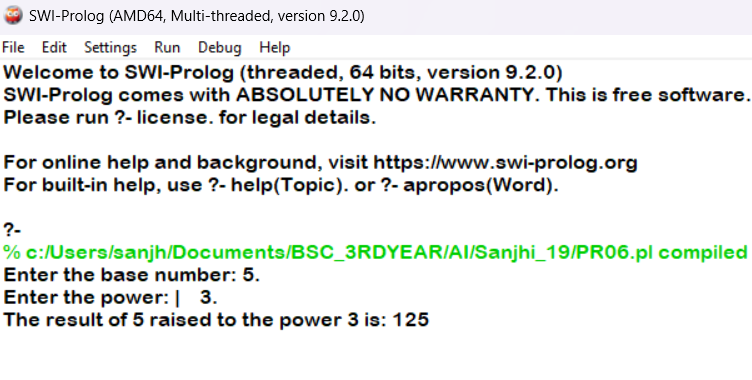 SWI-Prolog (AMD64, Multi-threaded, version 9.2.0)
File Edit Settings Run Debug Help
Welcome to SWI-Prolog (threaded, 64 bits, version 9.2.0)
SWI-Prolog comes with ABSOLUTELY NO WARRANTY. This is free software.
Please run ?- license. for legal details.
For online help and background, visit https://www.swi-prolog.org
For built-in help, use ?- help(Topic). or ?- apropos(Word).
?-
% c:/Users/sanjh/Documents/BSC_3RDYEAR/AI/Sanjhi_19/PR06.pl compiled
Enter the base number: 5.
Enter the power: | 3.
The result of 5 raised to the power 3 is: 125